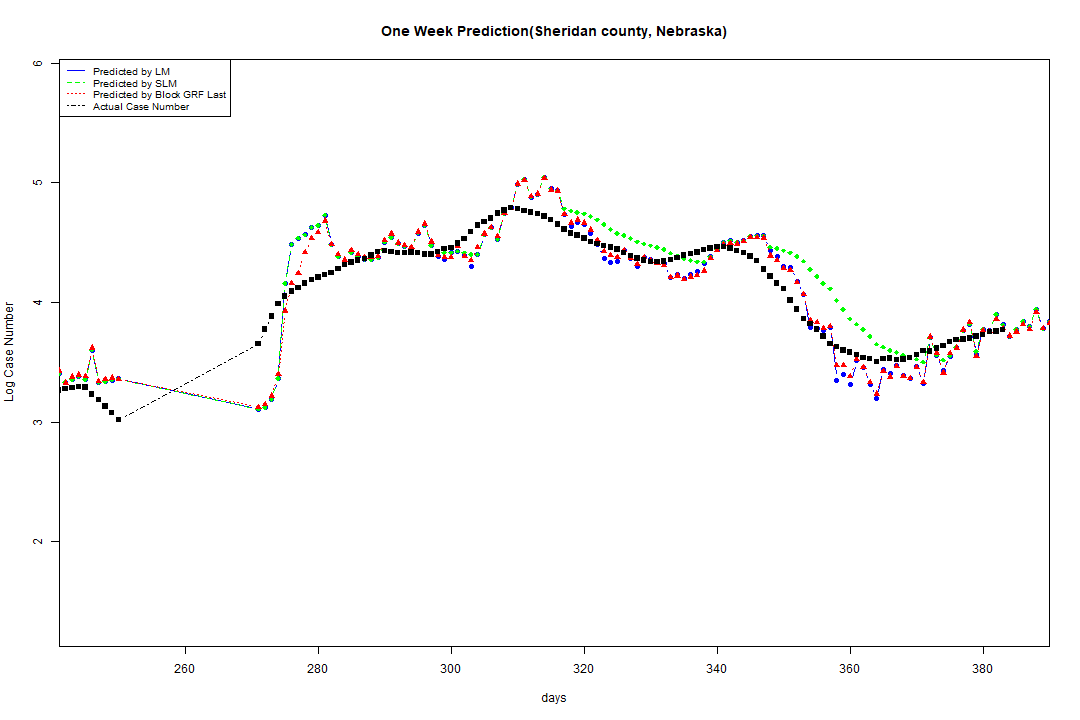 One Week Prediction(Sheridan county, Nebraska)
Predicted by LM
Predicted by SLM
Predicted by Block GRF Last
Actual Case Number
6
5
4
3
2
Log Case Number
260 280 300 320 340 360 380
days